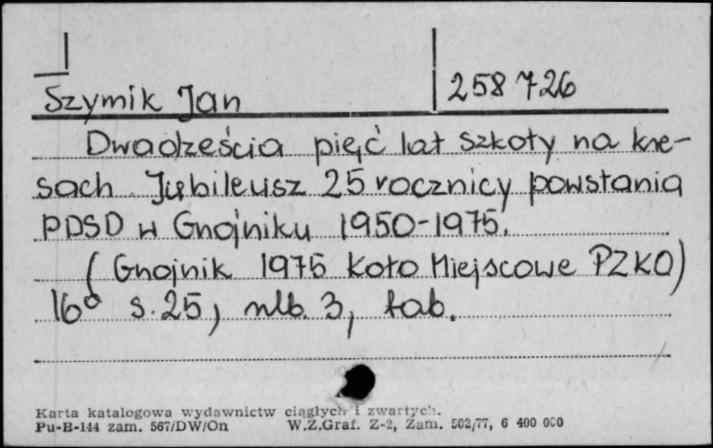 Szymik Jan
258 726
Dwadzieścia pięć lat szkoły na kre-
sach. Jubileusz 25 rocznicy powstania
PDSD w Gnojniku 1950-1975.
(Gnojnik 1975 Koło Miejscowe PZKO)
16° s. 25, nlb. 3, tab.
Karta katalogowa wydawnictw ciągłych i zwartych.
Pu-B-144 zam. 567/DW/On W.Z.Graf. Z-2, Zam. 502/77, 6 400 000